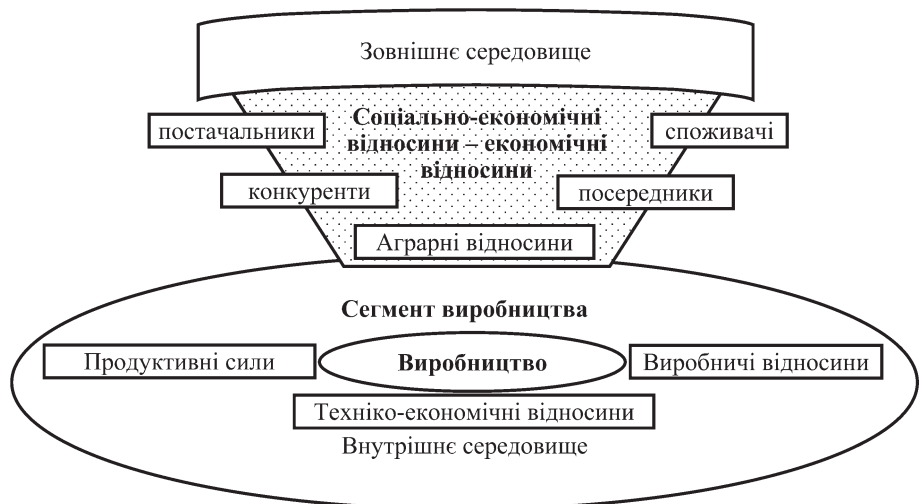 Зовнішнє середовище
Соціально-економічні
відносини – економічні
відносини
постачальники
споживачі
конкуренти
посередники
Аграрні відносини
Сегмент виробництва
Продуктивні сили
Виробництво
Виробничі відносини
Техніко-економічні відносини
Внутрішнє середовище